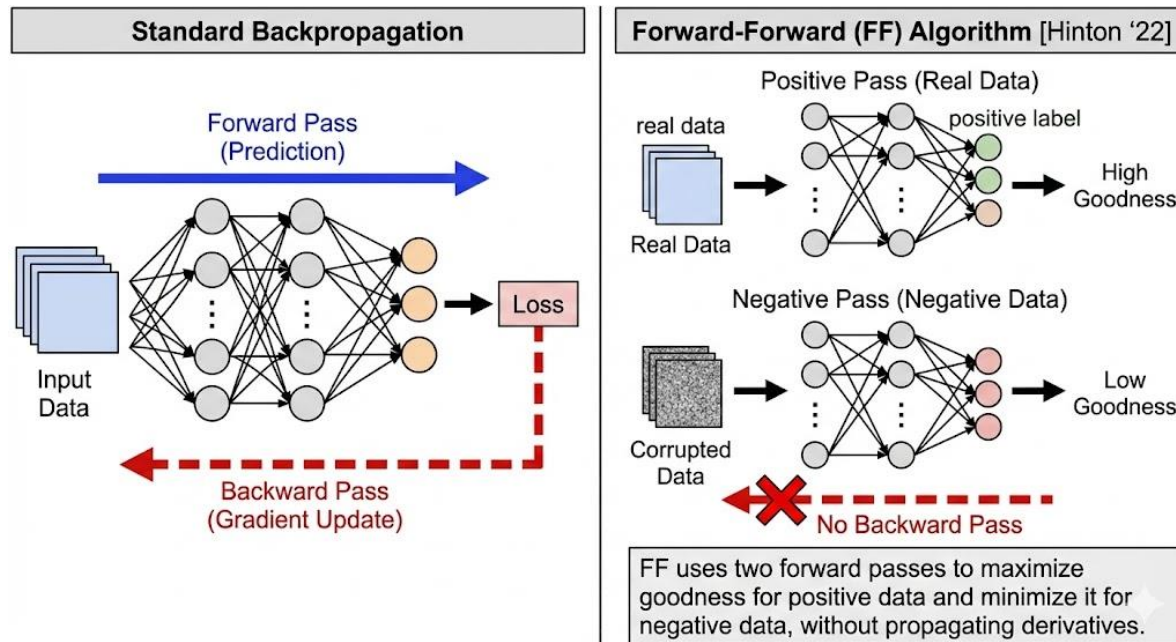 Standard Backpropagation
Forward Pass
(Prediction)
Input
Data
Loss
Backward Pass
(Gradient Update)
Forward-Forward (FF) Algorithm [Hinton ‘22]
Positive Pass (Real Data)
real data
positive label
Real Data
High
Goodness
Negative Pass (Negative Data)
Corrupted
Data
Low
Goodness
No Backward Pass
FF uses two forward passes to maximize
goodness for positive data and minimize it for
negative data, without propagating derivatives.